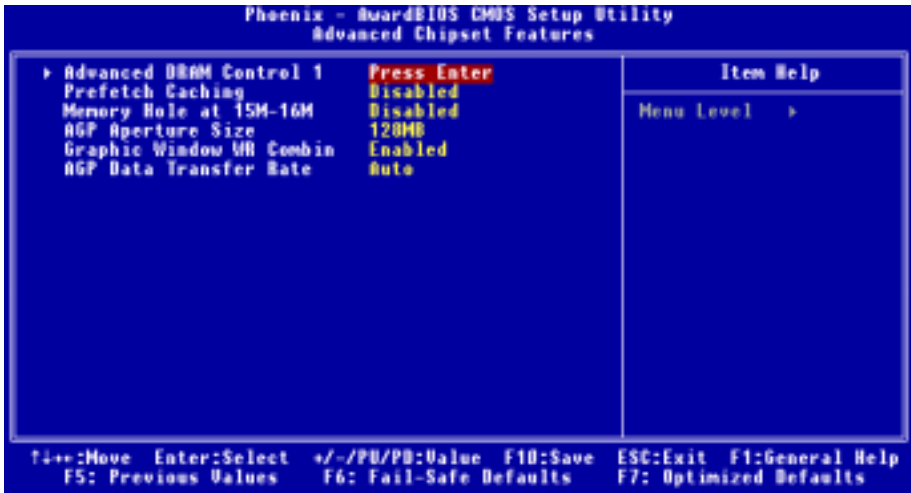 Phoenix - AwardBIOS CMOS Setup Utility
Advanced Chipset Features
Advanced DRAM Control 1 Press Enter
Prefetch Caching Disabled
Memory Hole at 15M-16M Disabled
AGP Aperture Size 128MB
Graphic Window WR Combin Enabled
AGP Data Transfer Rate Auto
Item Help
Menu Level
↑↓→←:Move Enter:Select +/-/PU/PD:Value F10:Save ESC:Exit F1:General Help
F5: Previous Values F6: Fail-Safe Defaults F7: Optimized Defaults